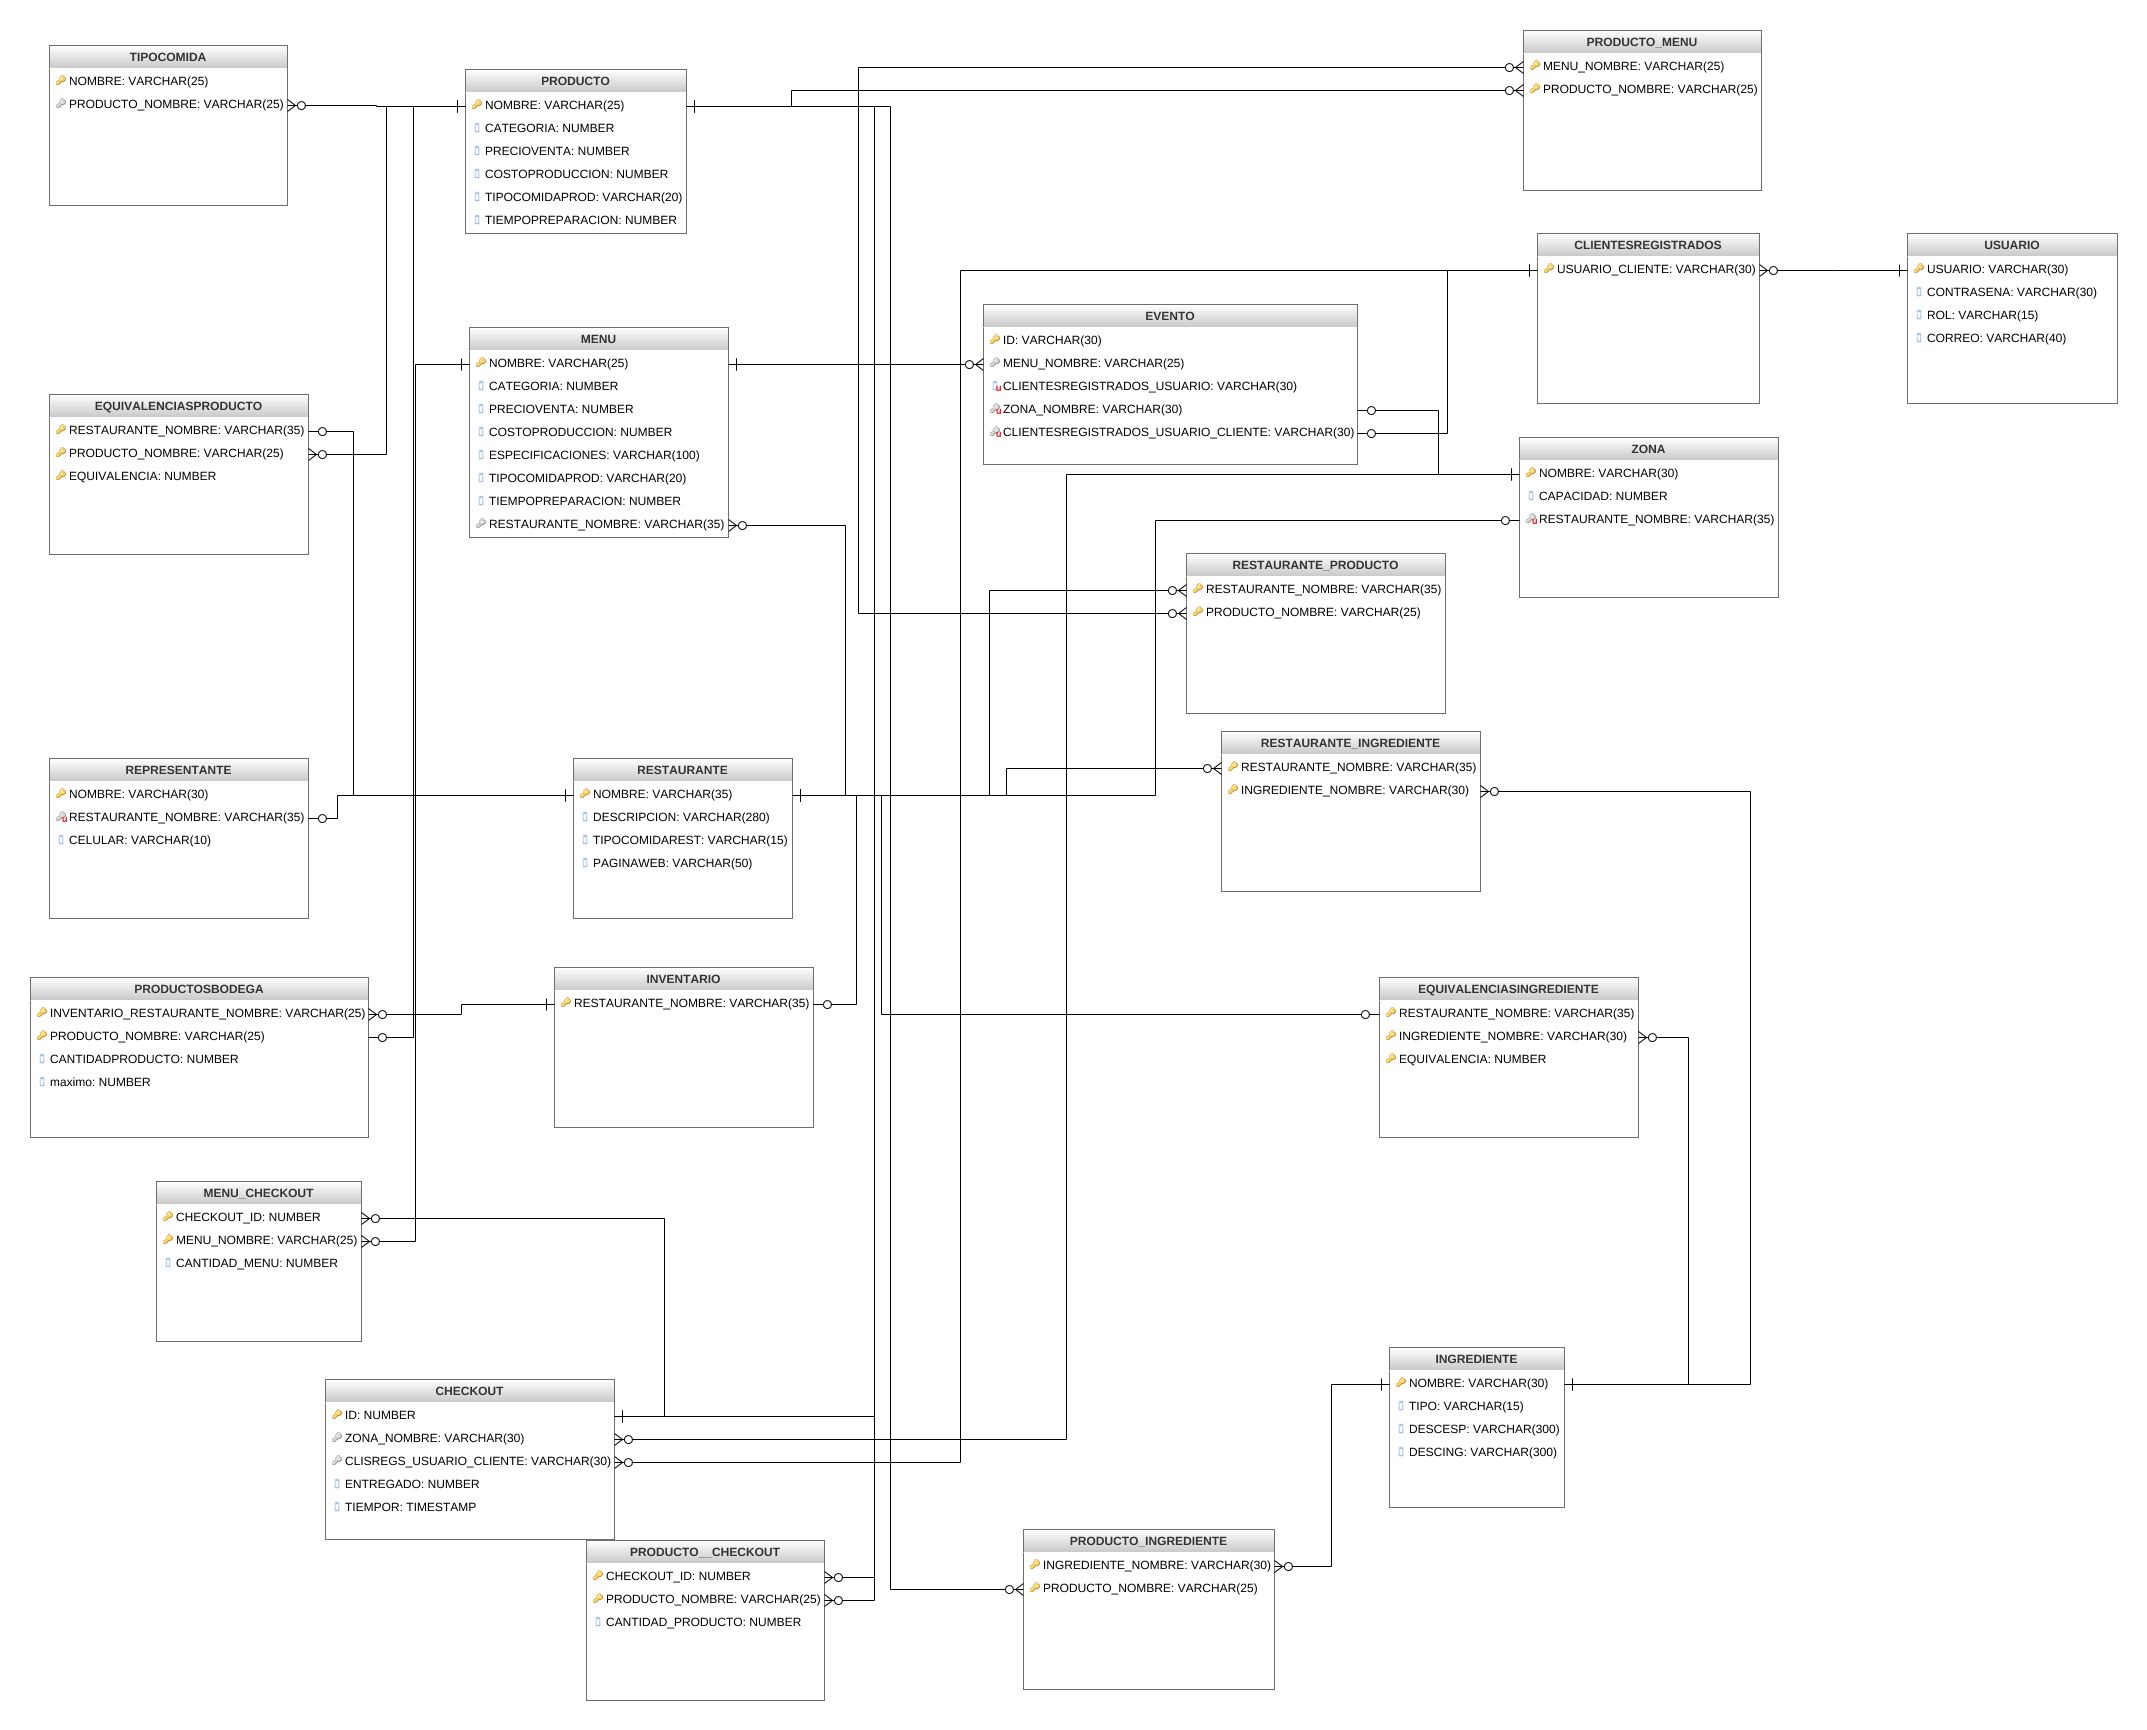 TIPOCOMIDA
NOMBRE: VARCHAR(25)
PRODUCTO_NOMBRE: VARCHAR(25)
PRODUCTO
NOMBRE: VARCHAR(25)
CATEGORIA: NUMBER
PRECIOVENTA: NUMBER
COSTOPRODUCCION: NUMBER
TIPOCOMIDAPROD: VARCHAR(20)
TIEMPOPREPARACION: NUMBER
PRODUCTO_MENU
MENU_NOMBRE: VARCHAR(25)
PRODUCTO_NOMBRE: VARCHAR(25)
CLIENTESREGISTRADOS
USUARIO_CLIENTE: VARCHAR(30)
USUARIO
USUARIO: VARCHAR(30)
CONTRASENA: VARCHAR(30)
ROL: VARCHAR(15)
CORREO: VARCHAR(40)
EVENTO
ID: VARCHAR(30)
MENU_NOMBRE: VARCHAR(25)
CLIENTESREGISTRADOS_USUARIO: VARCHAR(30)
ZONA_NOMBRE: VARCHAR(30)
CLIENTESREGISTRADOS_USUARIO_CLIENTE: VARCHAR(30)
MENU
NOMBRE: VARCHAR(25)
CATEGORIA: NUMBER
PRECIOVENTA: NUMBER
COSTOPRODUCCION: NUMBER
ESPECIFICACIONES: VARCHAR(100)
TIPOCOMIDAPROD: VARCHAR(20)
TIEMPOPREPARACION: NUMBER
RESTAURANTE_NOMBRE: VARCHAR(35)
EQUIVALENCIASPRODUCTO
RESTAURANTE_NOMBRE: VARCHAR(35)
PRODUCTO_NOMBRE: VARCHAR(25)
EQUIVALENCIA: NUMBER
ZONA
NOMBRE: VARCHAR(30)
CAPACIDAD: NUMBER
RESTAURANTE_NOMBRE: VARCHAR(35)
RESTAURANTE_PRODUCTO
RESTAURANTE_NOMBRE: VARCHAR(35)
PRODUCTO_NOMBRE: VARCHAR(25)
RESTAURANTE_INGREDIENTE
RESTAURANTE_NOMBRE: VARCHAR(35)
INGREDIENTE_NOMBRE: VARCHAR(30)
REPRESENTANTE
NOMBRE: VARCHAR(30)
RESTAURANTE_NOMBRE: VARCHAR(35)
CELULAR: VARCHAR(10)
RESTAURANTE
NOMBRE: VARCHAR(35)
DESCRIPCION: VARCHAR(280)
TIPOCOMIDAREST: VARCHAR(15)
PAGINAWEB: VARCHAR(50)
PRODUCTOSBODEGA
INVENTARIO_RESTAURANTE_NOMBRE: VARCHAR(25)
PRODUCTO_NOMBRE: VARCHAR(25)
CANTIDADPRODUCTO: NUMBER
maximo: NUMBER
INVENTARIO
RESTAURANTE_NOMBRE: VARCHAR(35)
EQUIVALENCIASINGREDIENTE
RESTAURANTE_NOMBRE: VARCHAR(35)
INGREDIENTE_NOMBRE: VARCHAR(30)
EQUIVALENCIA: NUMBER
MENU_CHECKOUT
CHECKOUT_ID: NUMBER
MENU_NOMBRE: VARCHAR(25)
CANTIDAD_MENU: NUMBER
CHECKOUT
ID: NUMBER
ZONA_NOMBRE: VARCHAR(30)
CLISREGS_USUARIO_CLIENTE: VARCHAR(30)
ENTREGADO: NUMBER
TIEMPOR: TIMESTAMP
INGREDIENTE
NOMBRE: VARCHAR(30)
TIPO: VARCHAR(15)
DESCESP: VARCHAR(300)
DESCING: VARCHAR(300)
PRODUCTO__CHECKOUT
CHECKOUT_ID: NUMBER
PRODUCTO_NOMBRE: VARCHAR(25)
CANTIDAD_PRODUCTO: NUMBER
PRODUCTO_INGREDIENTE
INGREDIENTE_NOMBRE: VARCHAR(30)
PRODUCTO_NOMBRE: VARCHAR(25)